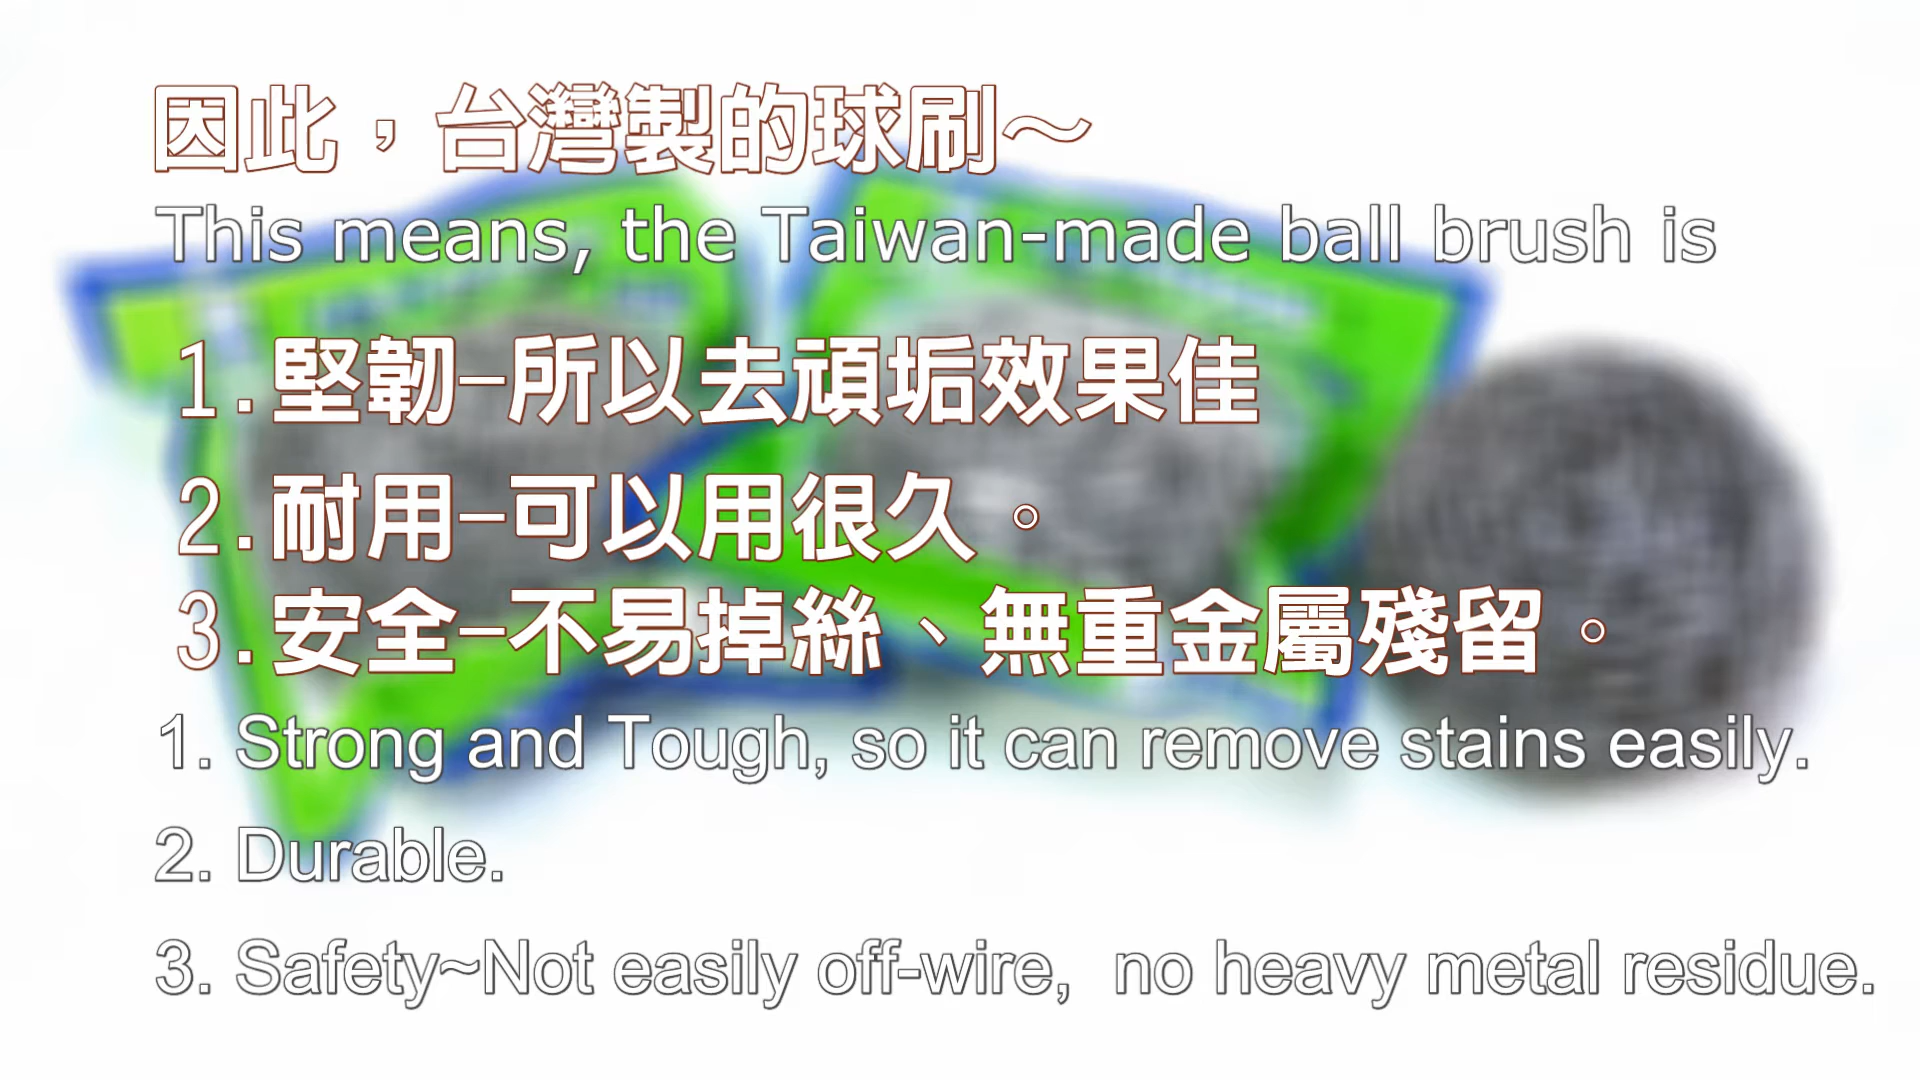 因此，台灣製的球刷～
This means, the Taiwan-made ball brush is
1.堅韌–所以去頑垢效果佳
2.耐用–可以用很久。
3.安全–不易掉絲、無重金屬殘留。
1. Strong and Tough, so it can remove stains easily.
2. Durable.
3. Safety~Not easily off-wire,  no heavy metal residue.